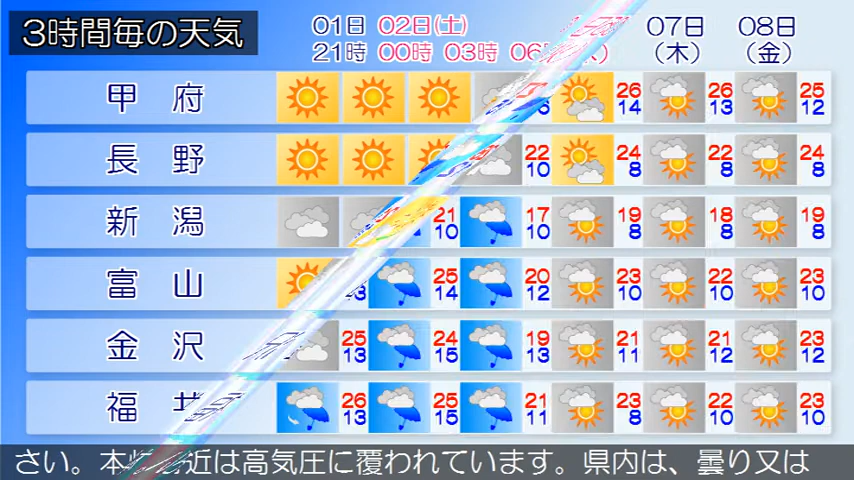 3時間毎の天気
01日 02日(土) 07日 08日
21時 00時 03時 (木) (金)
甲府 26 14 26 13 25 12
長野 22 10 24 8 22 8 24 8
新潟 21 10 17 10 19 8 18 8 19 8
富山 25 14 20 12 23 10 22 10 23 10
金沢 25 13 24 15 19 13 21 11 21 12 23 12
福 26 13 25 15 21 11 23 8 22 10 23 10
さい。本 近は高気圧に覆われています。県内は、曇り又は